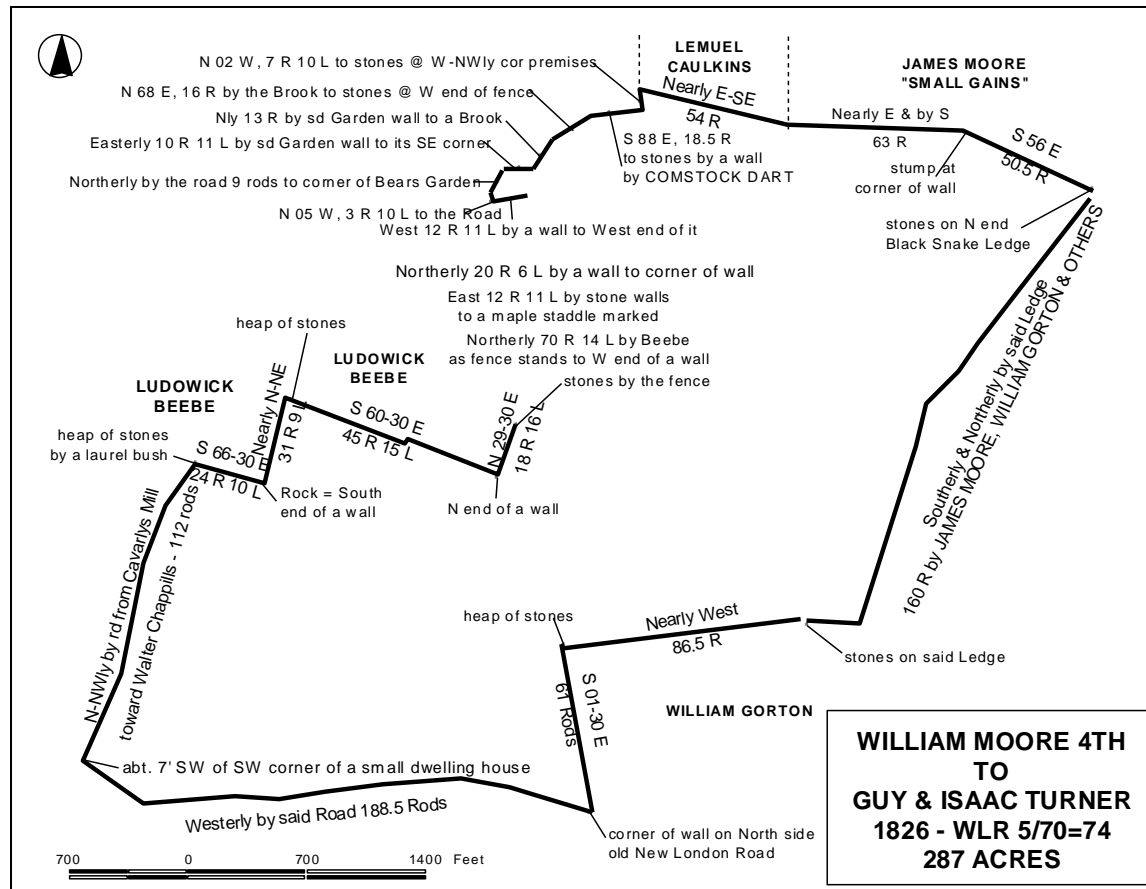 LEMUEL
CAULKINS
JAMES MOORE
"SMALL GAINS"
N 02 W, 7 R 10 L to stones @ W-NWly cor premises
N 68 E, 16 R by the Brook to stones @ W end of fence
Nly 13 R by sd Garden wall to a Brook
Easterly 10 R 11 L by sd Garden wall to its SE corner
Northerly by the road 9 rods to corner of Bears Garden
N 05 W, 3 R 10 L to the Road
West 12 R 11 L by a wall to West end of it
Nearly E-SE
54 R
S 88 E, 18.5 R
to stones by a wall
by COMSTOCK DART
Nearly E & by S
63 R
stump at
corner of wall
S 56 E
50.5 R
stones on N end
Black Snake Ledge
Northerly 20 R 6 L by a wall to corner of wall
East 12 R 11 L by stone walls
to a maple staddle marked
Northerly 70 R 14 L by Beebe
as fence stands to W end of a wall
stones by the fence
heap of stones
LUDOWICK
BEEBE
LUDOWICK
BEEBE
heap of stones
by a laurel bush
S 66-30 E
24 R 10 L
Nearly N-NE
31 R 9 L
S 60-30 E
45 R 15 L
N 29-30 E
18 R 16 L
Rock = South
end of a wall
N end of a wall
Southerly & Northerly by said Ledge
160 R by JAMES MOORE, WILLIAM GORTON & OTHERS
N-NWly by rd from Cavarlys Mill
toward Walter Chappills - 112 rods
heap of stones
Nearly West
86.5 R
stones on said Ledge
S 01-30 E
61 Rods
WILLIAM GORTON
abt. 7' SW of SW corner of a small dwelling house
Westerly by said Road 188.5 Rods
corner of wall on North side
old New London Road
700 0 700 1400 Feet
WILLIAM MOORE 4TH
TO
GUY & ISAAC TURNER
1826 - WLR 5/70=74
287 ACRES